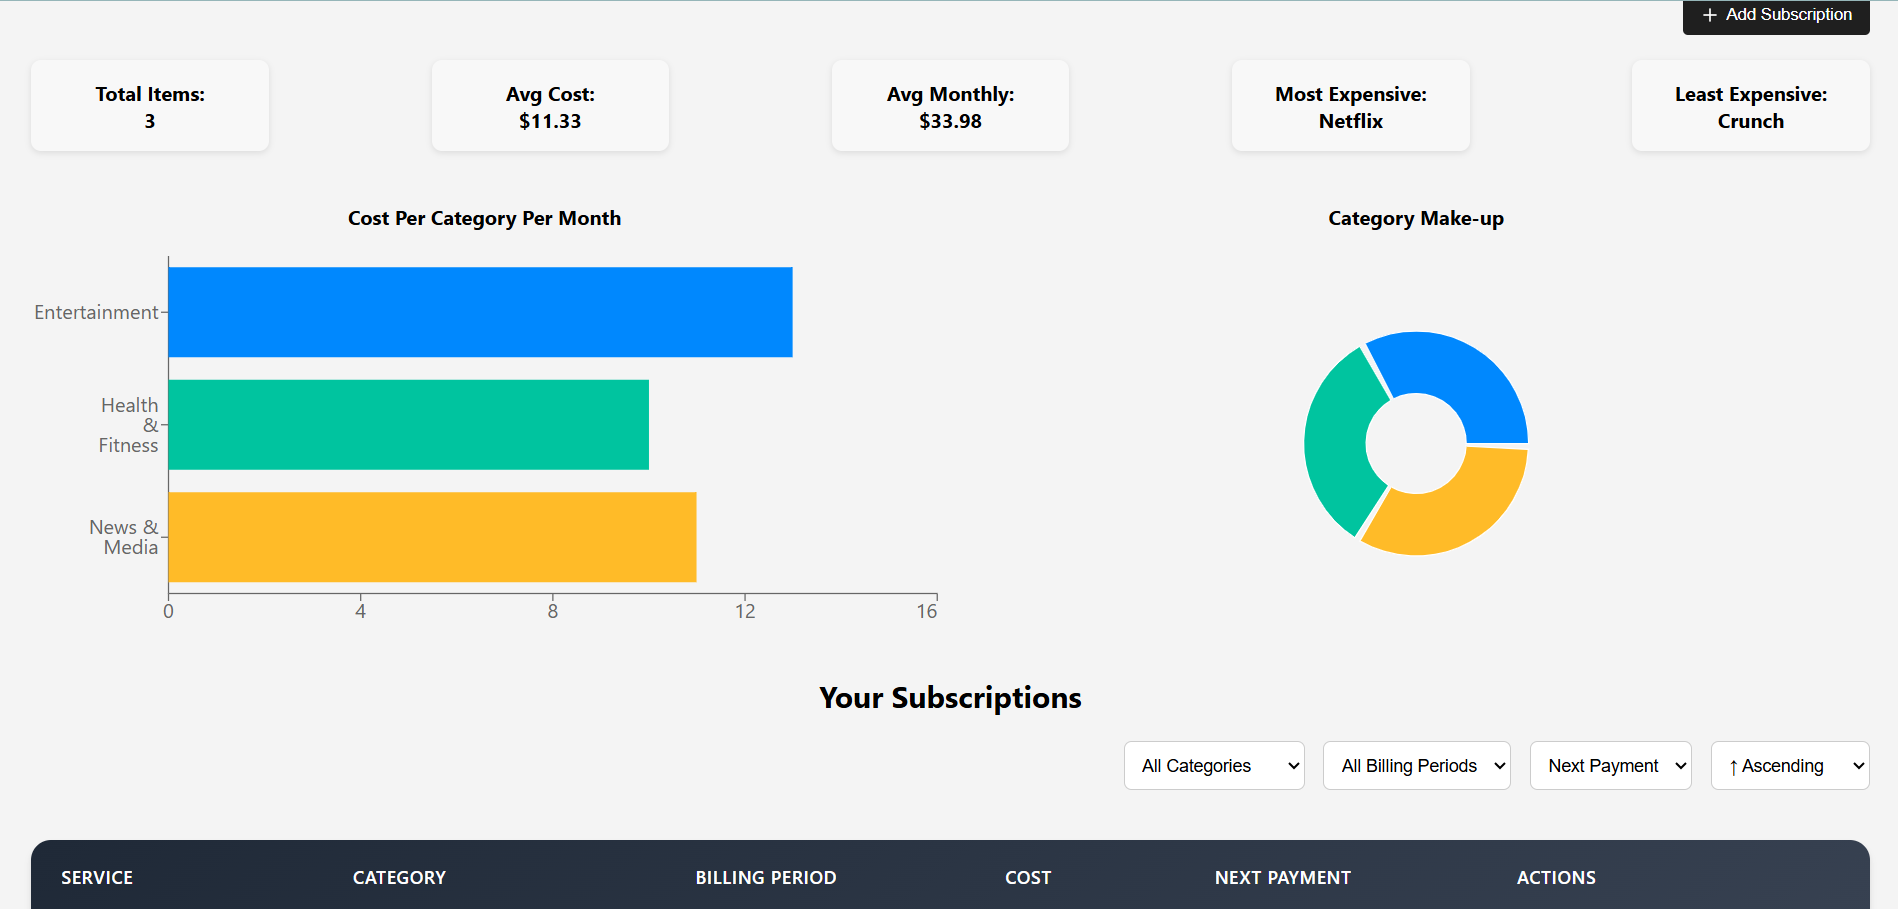 Add Subscription
Total Items:
3
Avg Cost:
$11.33
Avg Monthly:
$33.98
Most Expensive:
Netflix
Least Expensive:
Crunch
Cost Per Category Per Month
Category Make-up
Entertainment
Health
&
Fitness
News &
Media
0 4 8 12 16
Your Subscriptions
All Categories All Billing Periods Next Payment ↑ Ascending
SERVICE CATEGORY BILLING PERIOD COST NEXT PAYMENT ACTIONS